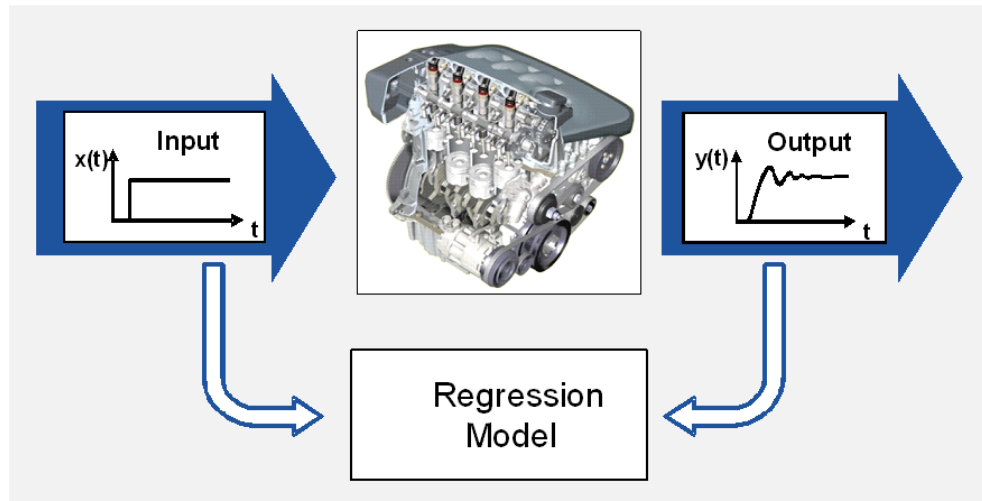 Input
x(t)
t
Output
y(t)
t
Regression
Model